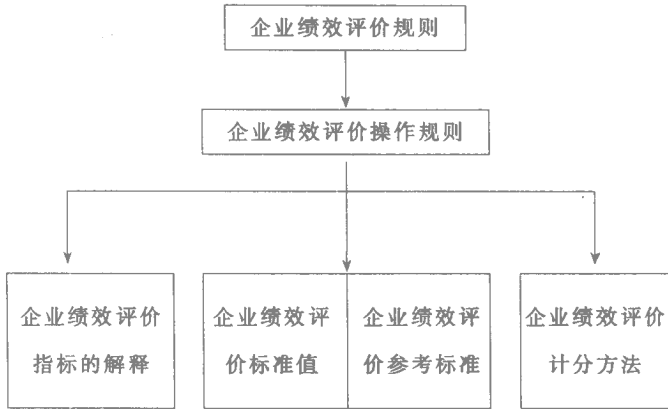 企业绩效评价规则
企业绩效评价操作规则
企业绩效评价
指标的解释
企业绩效评
价标准值
企业绩效评
价参考标准
企业绩效评价
计分方法